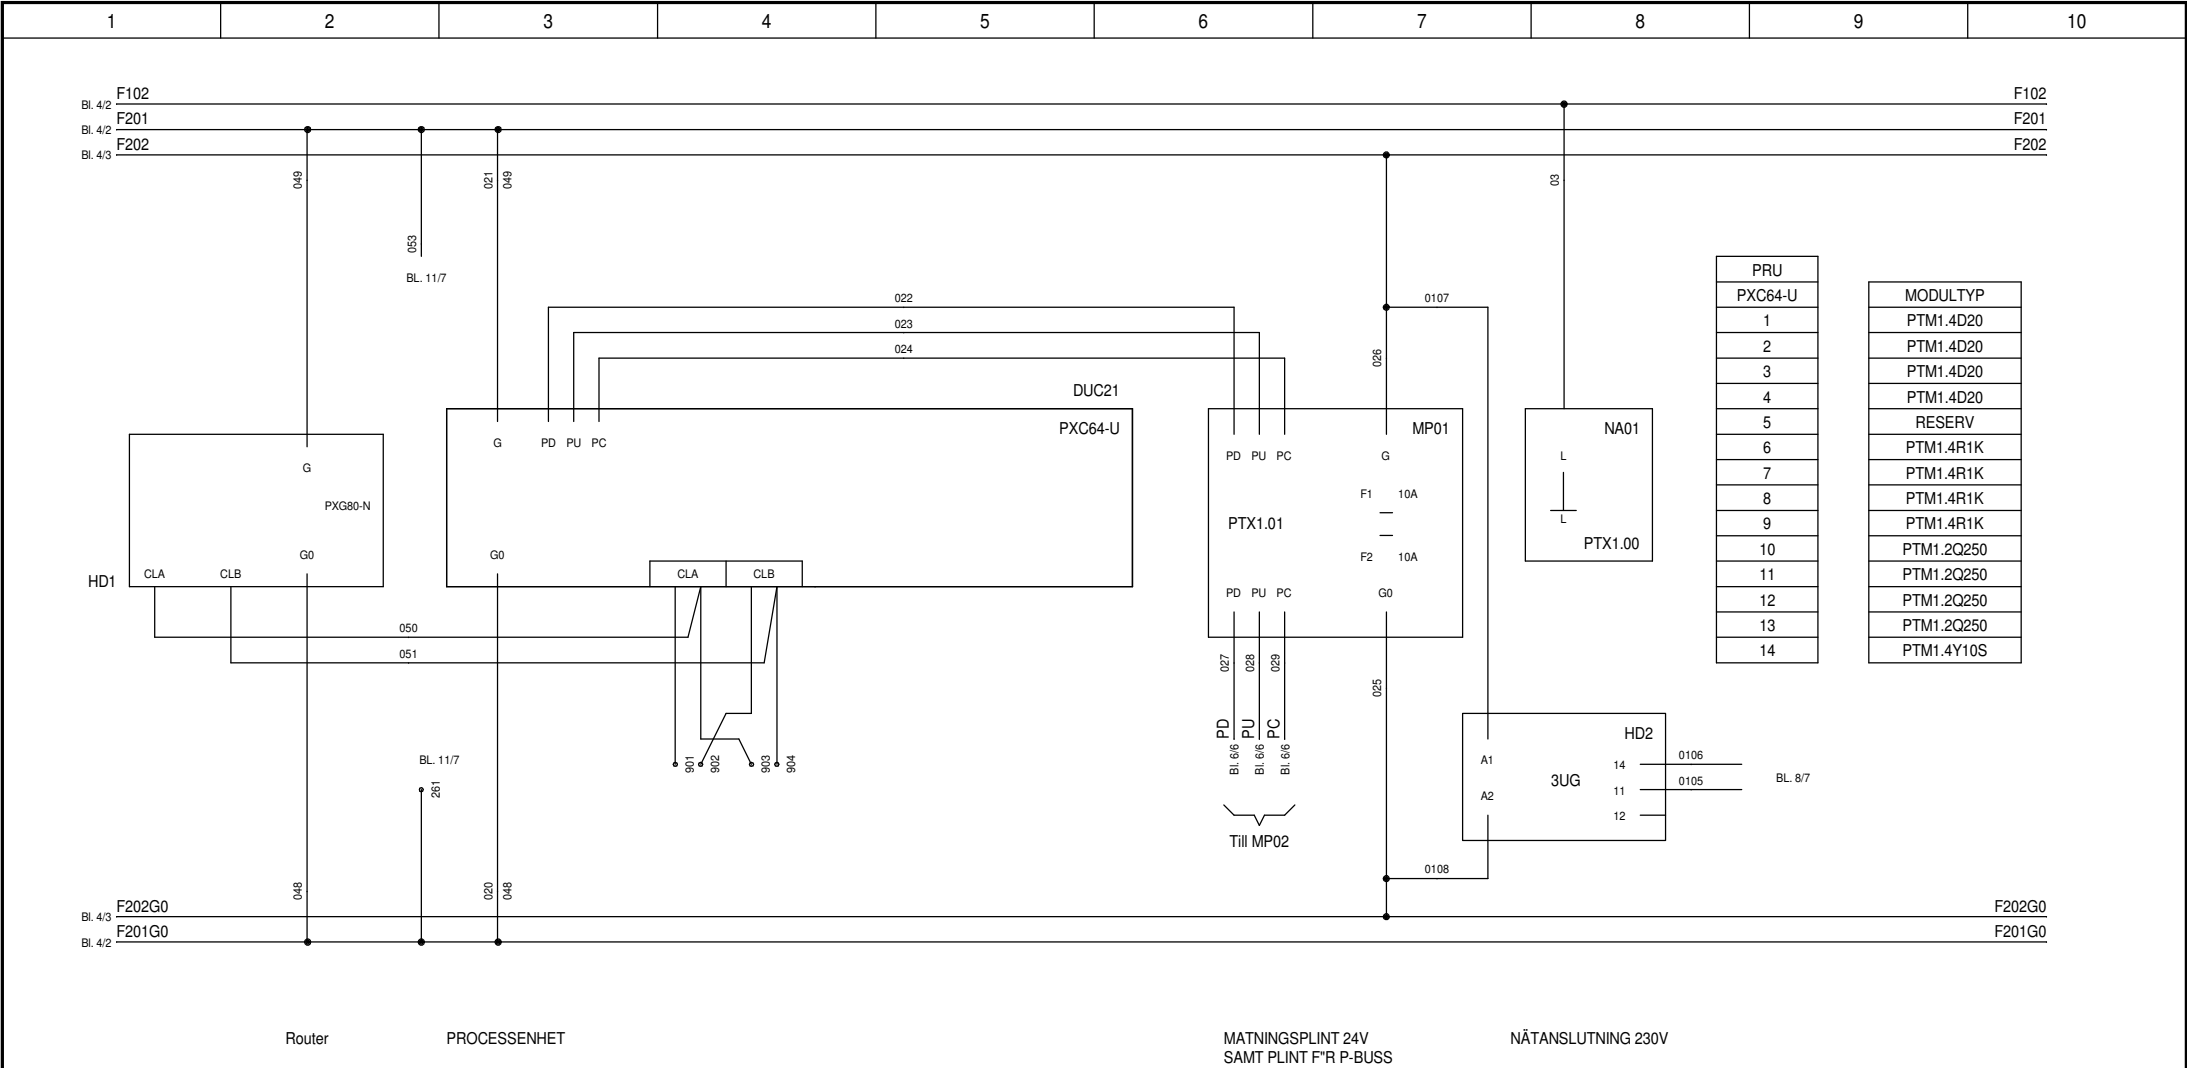 1 2 3 4 5 6 7 8 9 10
Bl. 4/2 F102 F102
Bl. 4/2 F201 F201
Bl. 4/3 F202 F202
049 021 049 03
053
BL. 11/7
022
023
024
026
0107
PRU
PXC64-U MODULTYP
1 PTM1.4D20
2 PTM1.4D20
3 PTM1.4D20
4 PTM1.4D20
5 RESERV
6 PTM1.4R1K
7 PTM1.4R1K
8 PTM1.4R1K
9 PTM1.4R1K
10 PTM1.2Q250
11 PTM1.2Q250
12 PTM1.2Q250
13 PTM1.2Q250
14 PTM1.4Y10S
G
PXG80-N
G0
CLA CLB
HD1
DUC21
PXC64-U
G PD PU PC
G0
CLA CLB
MP01
PD PU PC G
F1 10A
PTX1.01
F2 10A
PD PU PC G0
NA01
L
L
PTX1.00
050
051
027 028 029
025
PD PU PC
Bl. 6/6 Bl. 6/6 Bl. 6/6
Till MP02
901 902 903 904
BL. 11/7
261
HD2
A1
14 0106
3UG
11 0105
BL. 8/7
A2
12
0108
048 020 048
Bl. 4/3 F202G0 F202G0
Bl. 4/2 F201G0 F201G0
Router PROCESSENHET MATNINGSPLINT 24V NÄTANSLUTNING 230V
SAMT PLINT F"R P-BUSS